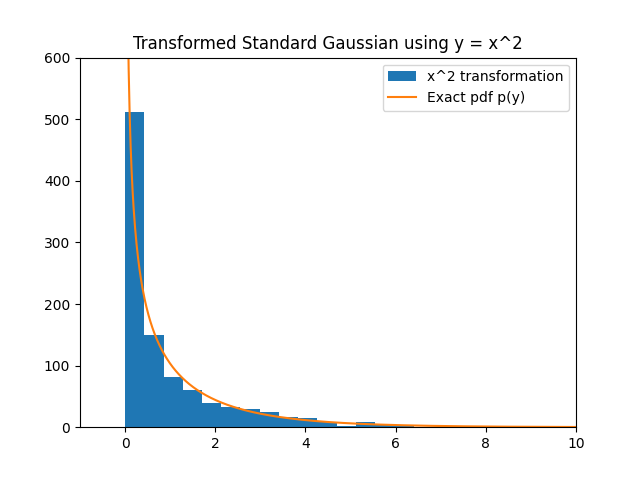 Transformed Standard Gaussian using y = x^2
x^2 transformation
Exact pdf p(y)
600
500
400
300
200
100
0
0 2 4 6 8 10